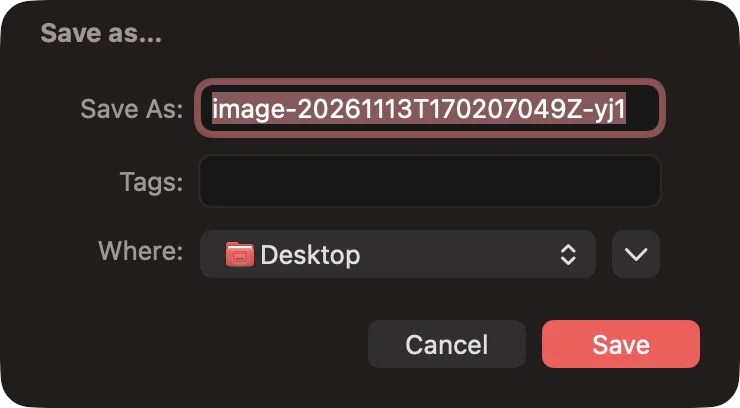 Save as...
Save As: image-20261113T170207049Z-yj1
Tags:
Where: Desktop
Cancel Save